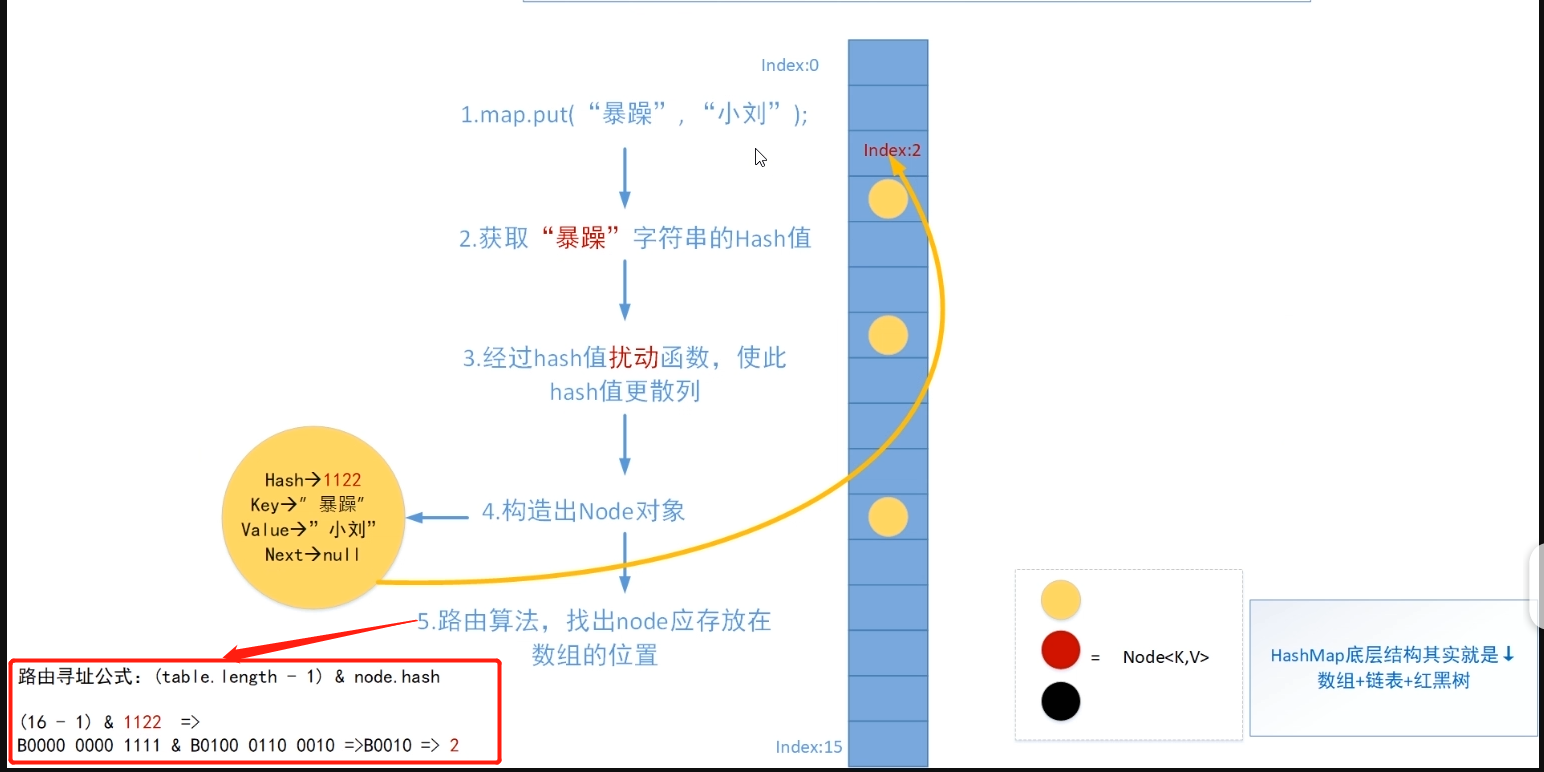 Index:0
1.map.put(“暴躁”,“小刘”);
Index:2
2.获取“暴躁”字符串的Hash值
3.经过hash值扰动函数，使此
hash值更散列
Hash→1122
Key→”暴躁”
Value→”小刘”
Next→null
4.构造出Node对象
5.路由算法，找出node应存放在
数组的位置
路由寻址公式：(table.length - 1) & node.hash
(16 - 1) & 1122 =>
B0000 0000 1111 & B0100 0110 0010 =>B0010 => 2
Index:15
= Node<K,V>
HashMap底层结构其实就是↓
数组+链表+红黑树